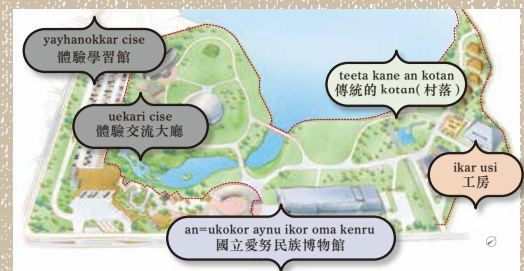 yayhanokkar cise
體驗學習館
uekari cise
體驗交流大廳
teeta kane an kotan
傳統的 kotan( 村落 )
ikar usi
工房
an=ukokor aynu ikor oma kenru
國立愛努民族博物館